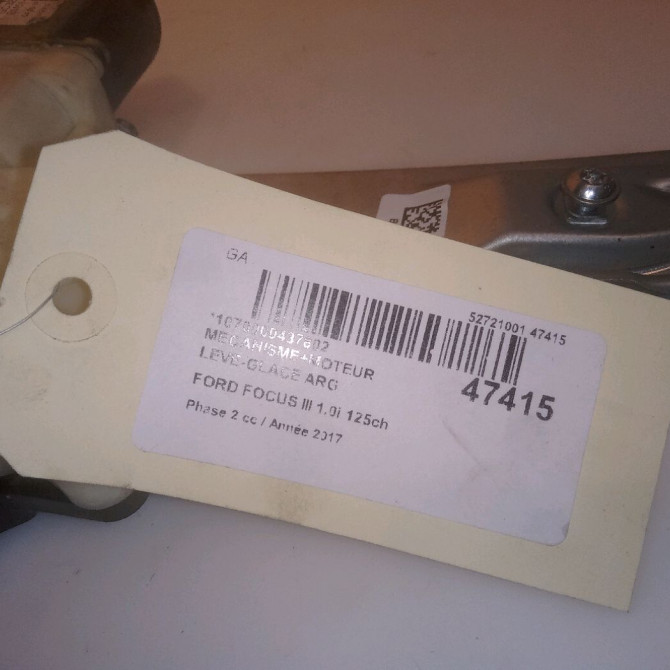 GA
52721001 47415
MECANISME+MOTEUR
LEVE-GLACE ARG
47415
FORD FOCUS III 1.0i 125ch
Phase 2 cc / Année 2017